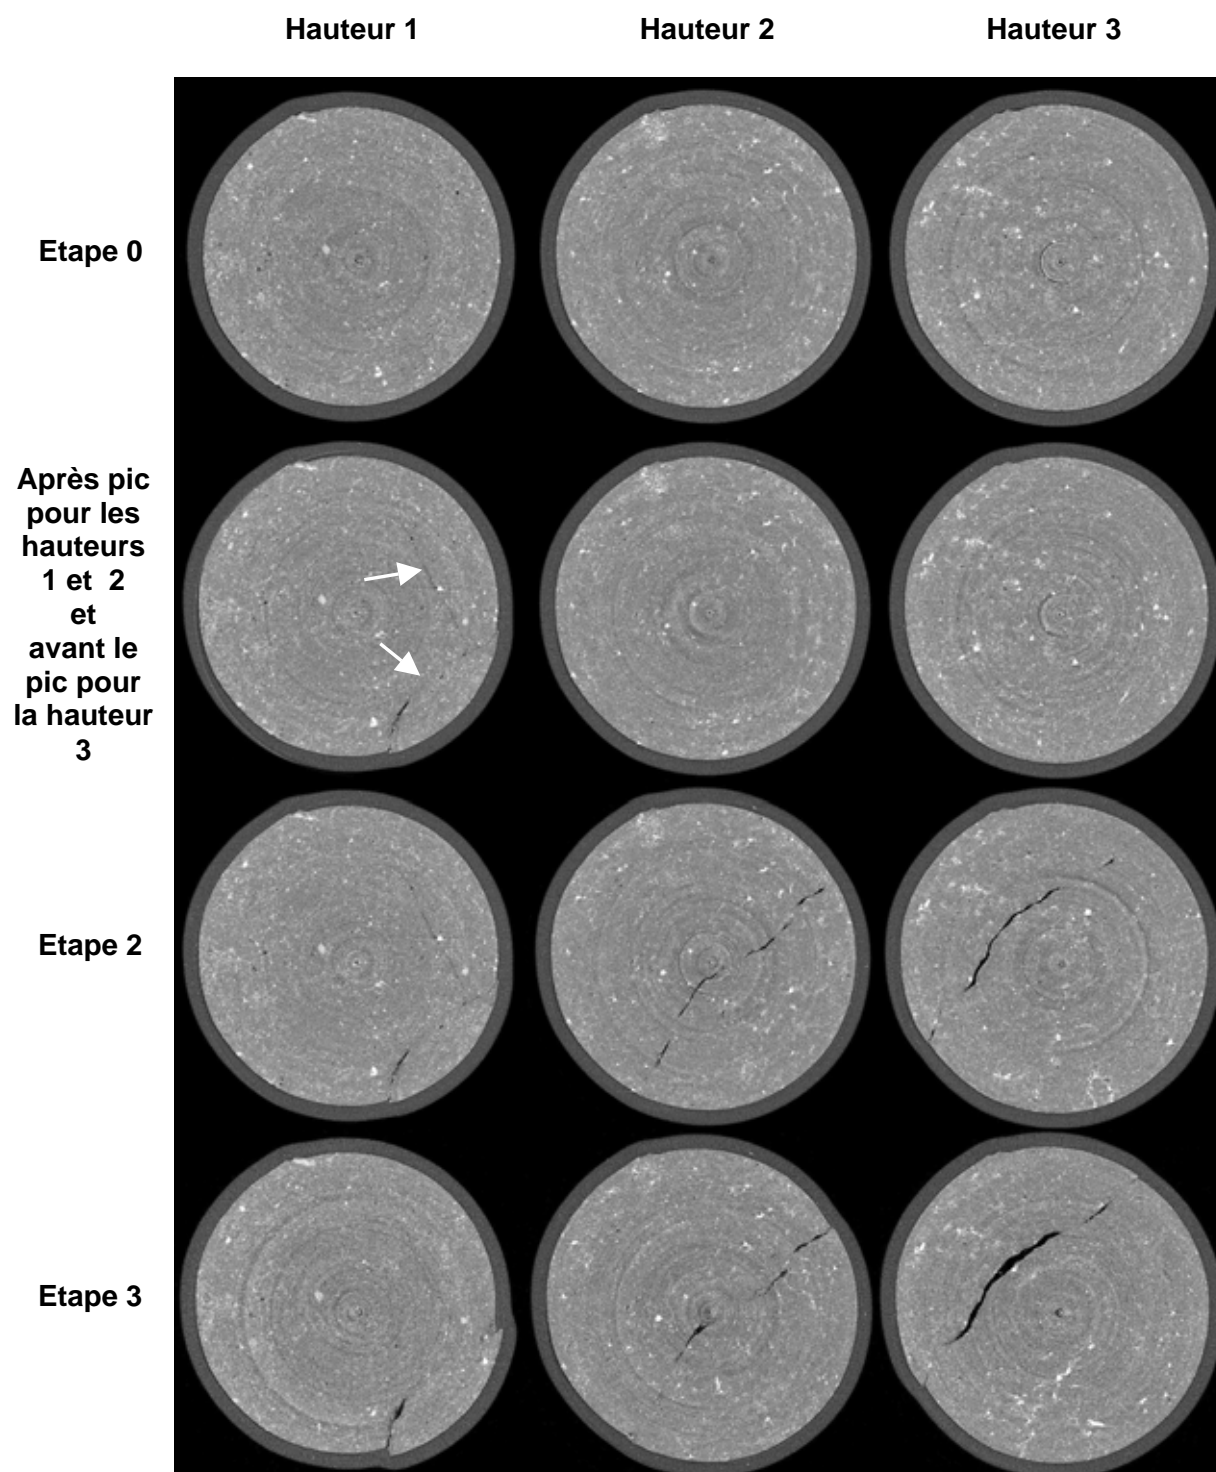 Hauteur 1 Hauteur 2 Hauteur 3
Etape 0
Après pic
pour les
hauteurs
1 et 2
et
avant le
pic pour
la hauteur
3
Etape 2
Etape 3